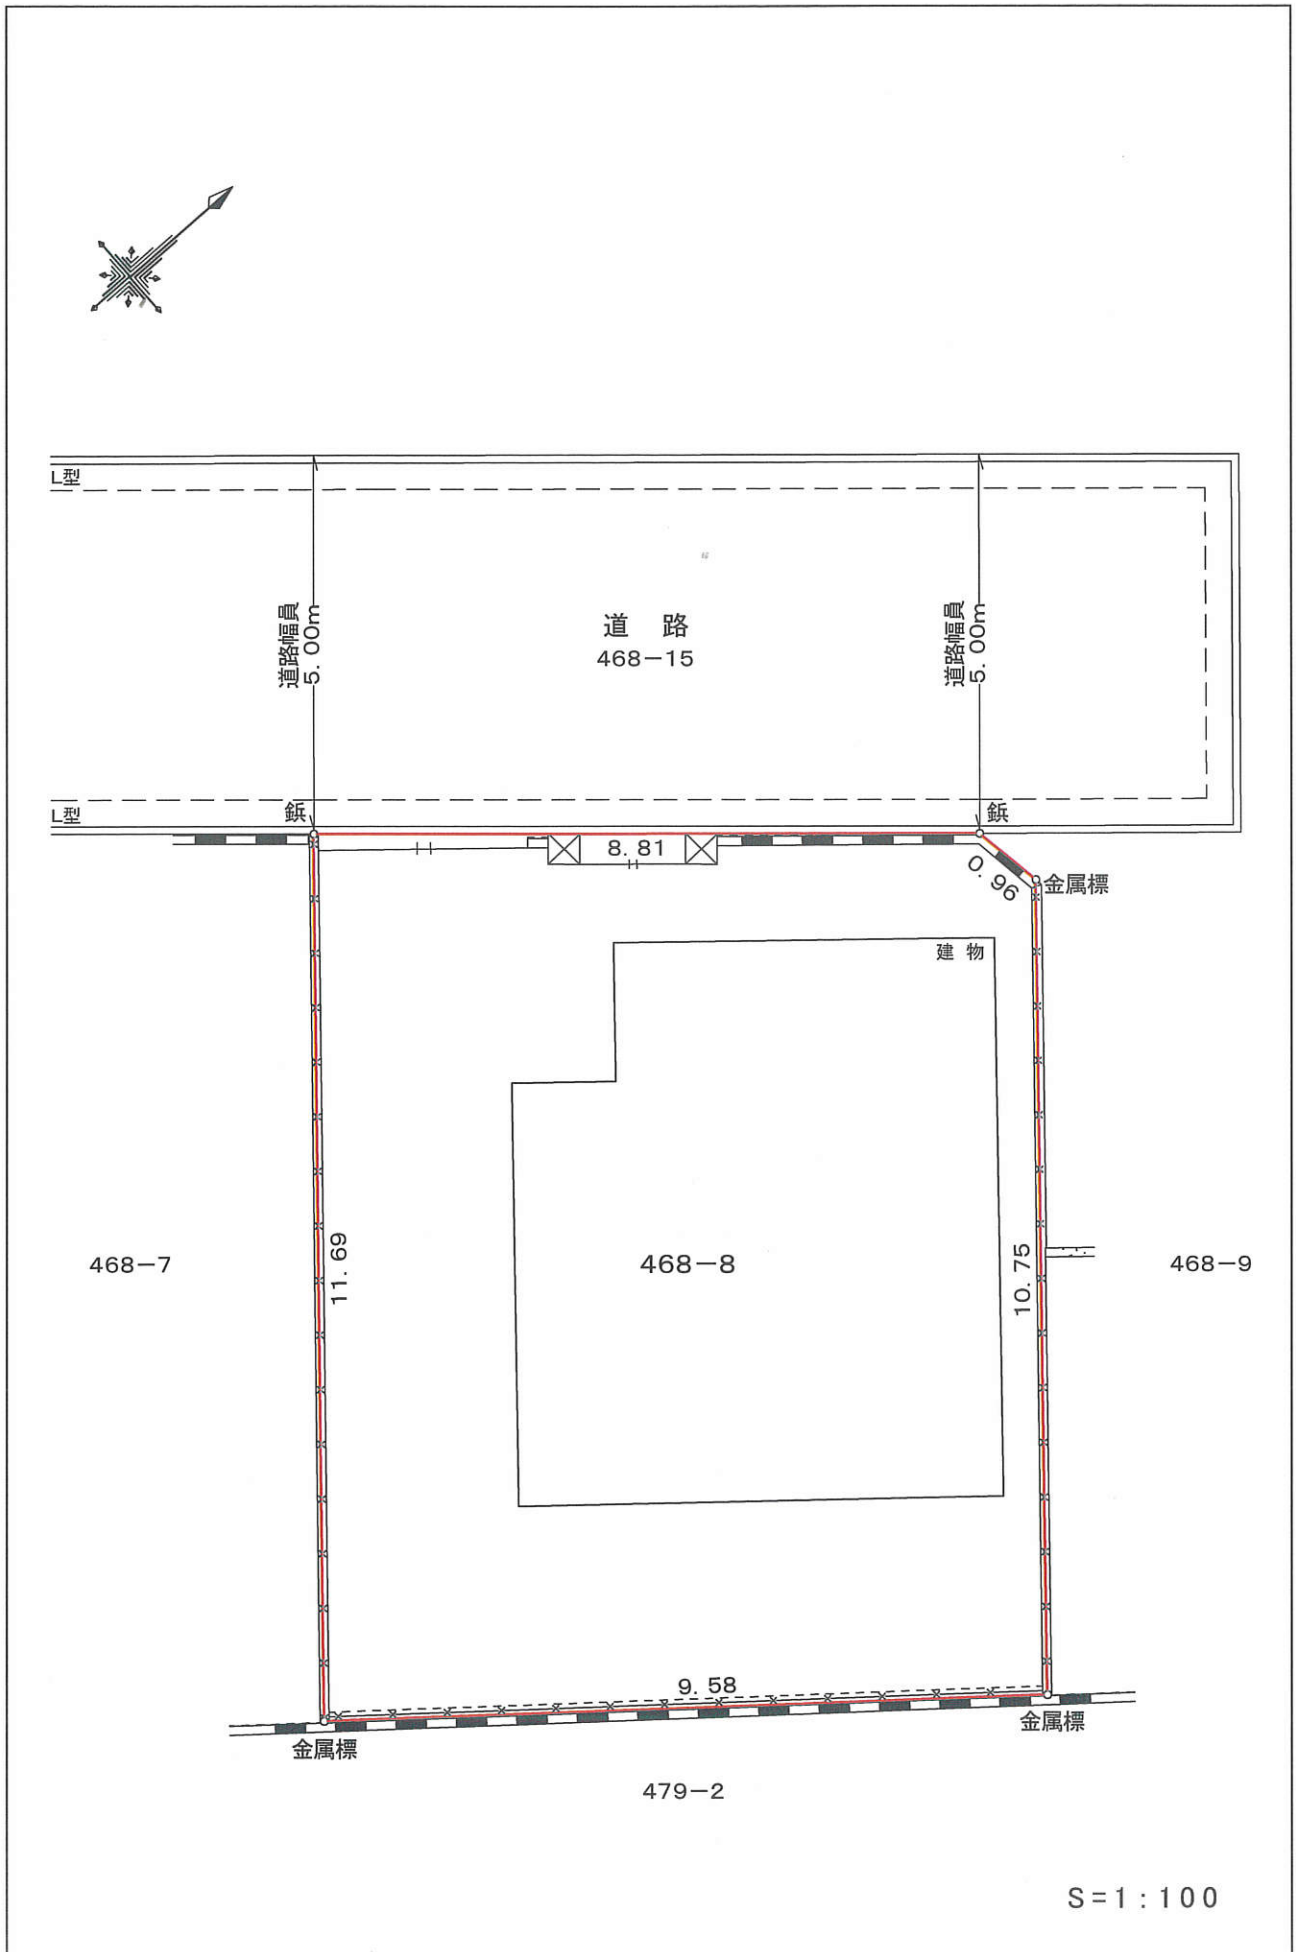 L型
道路幅員
5.00m
道 路
468-15
道路幅員
5.00m
L型
鋲
鋲
8.81
0.96
金属標
建 物
468-7
11.69
468-8
10.75
468-9
9.58
金属標
金属標
479-2
S=1:100